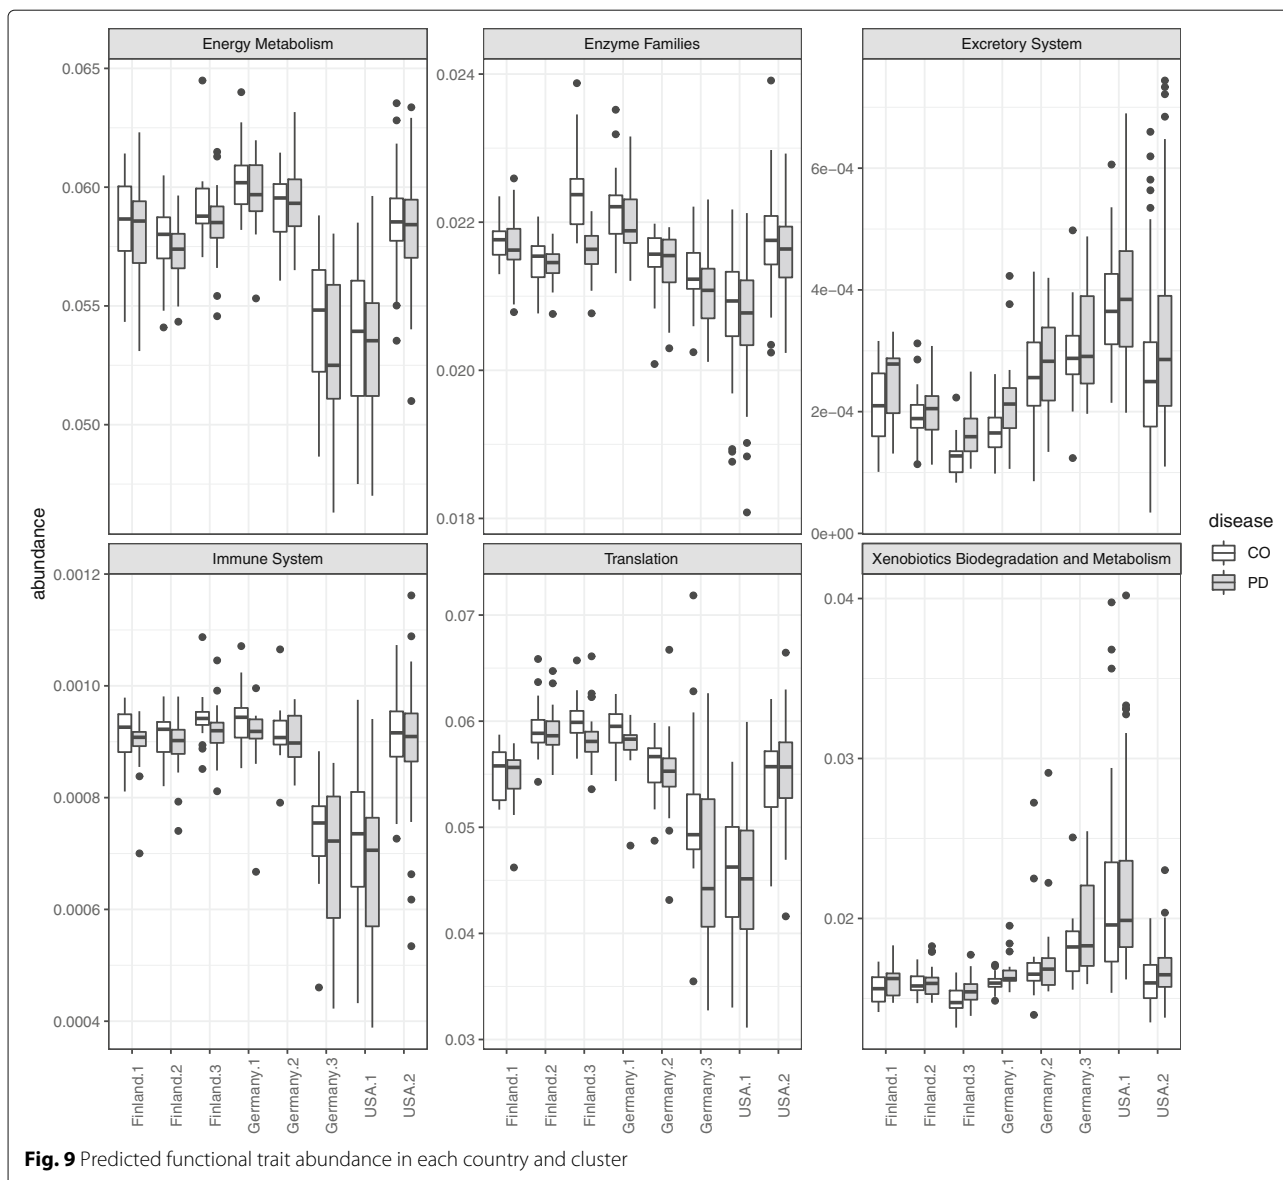 Energy Metabolism
Enzyme Families
Excretory System
0.065
0.060
0.055
0.050
0.024
0.022
0.020
0.018
6e−04
4e−04
2e−04
0e+00
abundance
disease
CO
PD
Immune System
Translation
Xenobiotics Biodegradation and Metabolism
0.0012
0.0010
0.0008
0.0006
0.0004
0.07
0.06
0.05
0.04
0.03
0.04
0.03
0.02
Finland.1
Finland.2
Finland.3
Germany.1
Germany.2
Germany.3
USA.1
USA.2
Finland.1
Finland.2
Finland.3
Germany.1
Germany.2
Germany.3
USA.1
USA.2
Finland.1
Finland.2
Finland.3
Germany.1
Germany.2
Germany.3
USA.1
USA.2
Fig. 9 Predicted functional trait abundance in each country and cluster